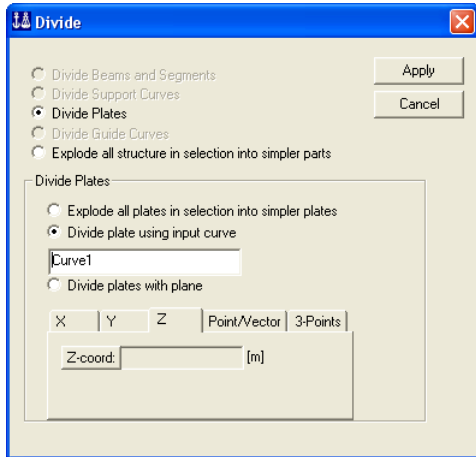 Divide
Divide Beams and Segments
Apply
Divide Support Curves
Divide Plates
Cancel
Divide Guide Curves
Explode all structure in selection into simpler parts
Divide Plates
Explode all plates in selection into simpler plates
Divide plate using input curve
Curve1
Divide plates with plane
X Y Z Point/Vector 3-Points
Z-coord: [m]